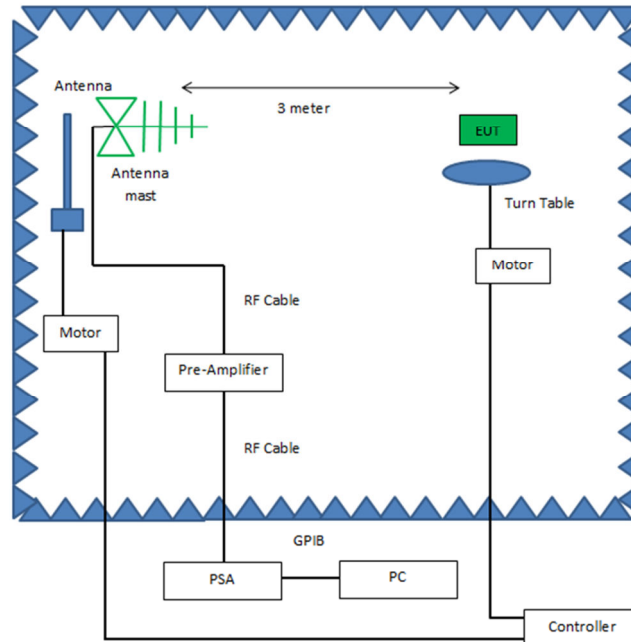 Antenna
3 meter
EUT
Antenna
mast
Turn Table
Motor
RF Cable
Motor
Pre-Amplifier
RF Cable
GPIB
PSA
PC
Controller